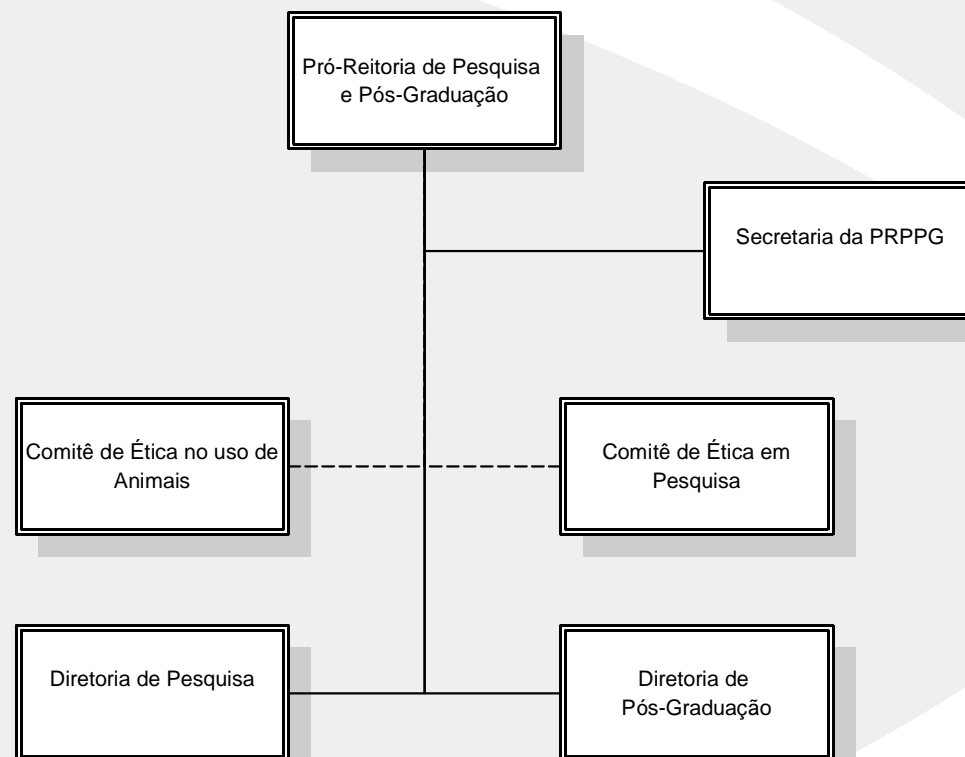 Pró-Reitoria de Pesquisa
e Pós-Graduação
Secretaria da PRPPG
Comitê de Ética no uso de
Animais
Comitê de Ética em
Pesquisa
Diretoria de Pesquisa
Diretoria de
Pós-Graduação